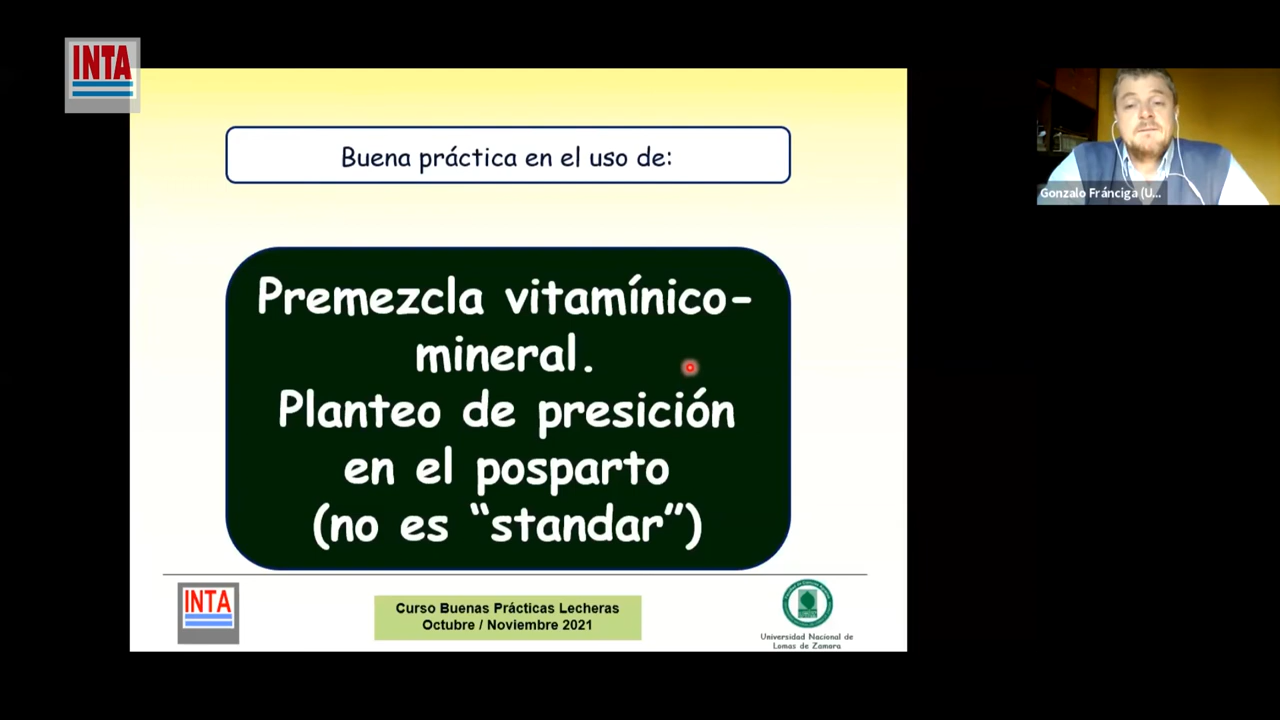 INTA
Buena práctica en el uso de:
Premezcla vitamínico-
mineral.
Planteo de presición
en el posparto
(no es “standar”)
INTA
Curso Buenas Prácticas Lecheras
Octubre / Noviembre 2021
Universidad Nacional de
Lomas de Zamara
Gonzalo Fránciga (U...